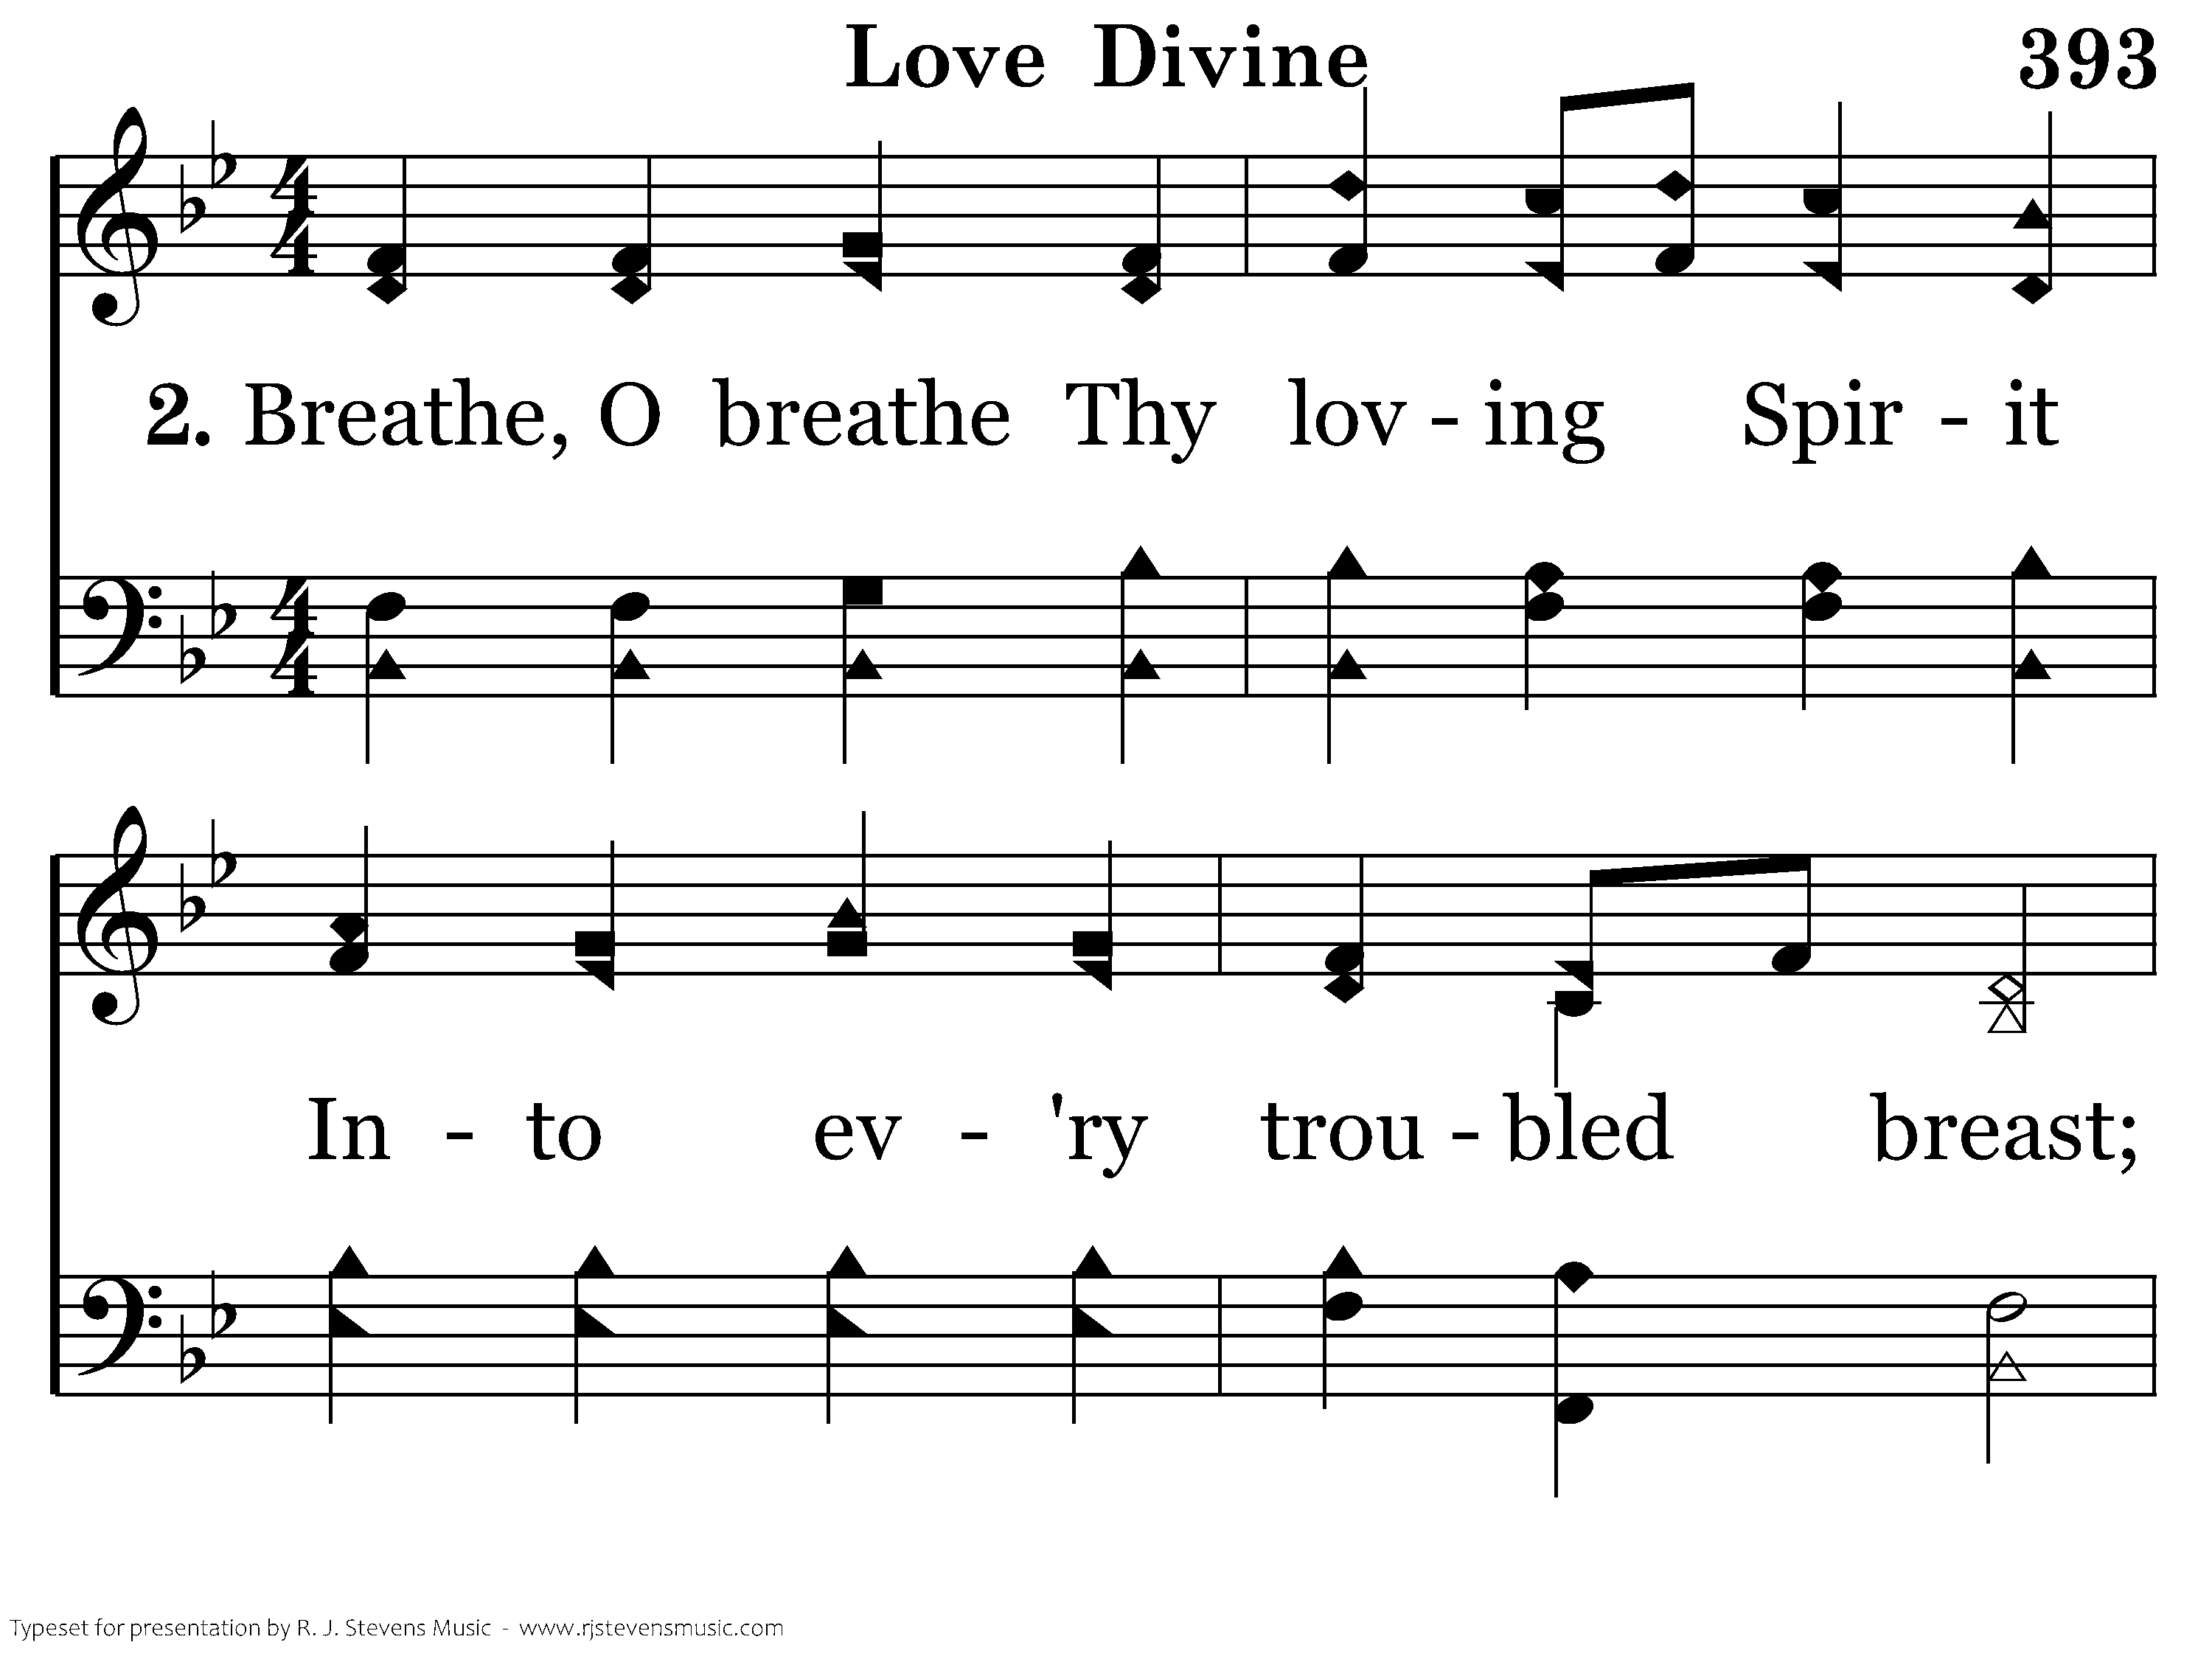 Love Divine 393
2. Breathe, O breathe Thy lov - ing Spir - it
In - to ev - 'ry trou - bled breast;
Typeset for presentation by R. J. Stevens Music - www.rjstevensmusic.com